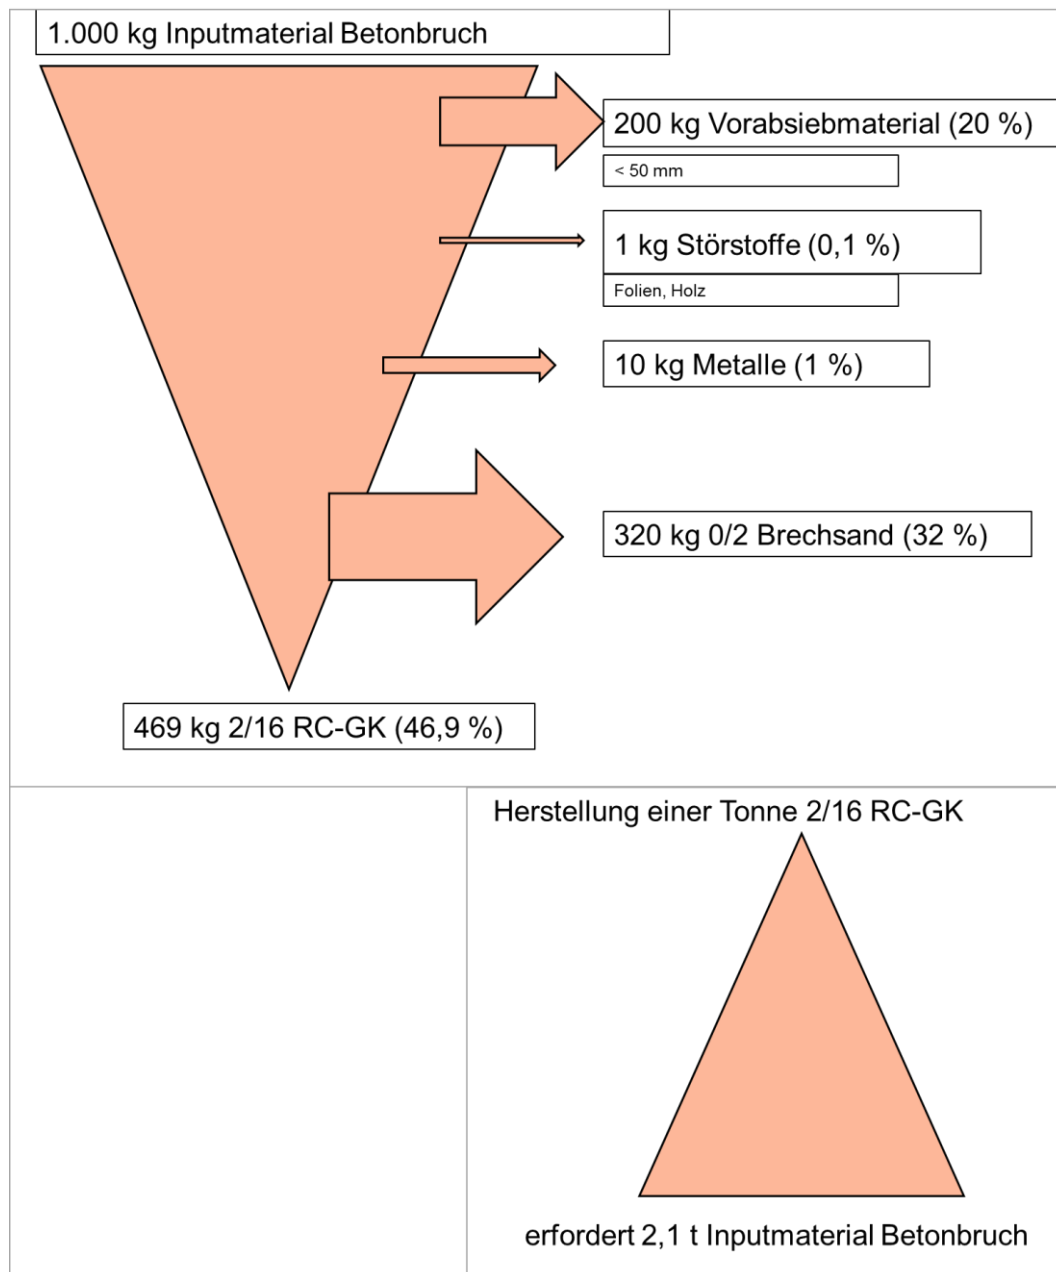 1.000 kg Inputmaterial Betonbruch
200 kg Vorabsiebmaterial (20 %)
< 50 mm
1 kg Störstoffe (0,1 %)
Folien, Holz
10 kg Metalle (1 %)
320 kg 0/2 Brechsand (32 %)
469 kg 2/16 RC-GK (46,9 %)
Herstellung einer Tonne 2/16 RC-GK
erfordert 2,1 t Inputmaterial Betonbruch